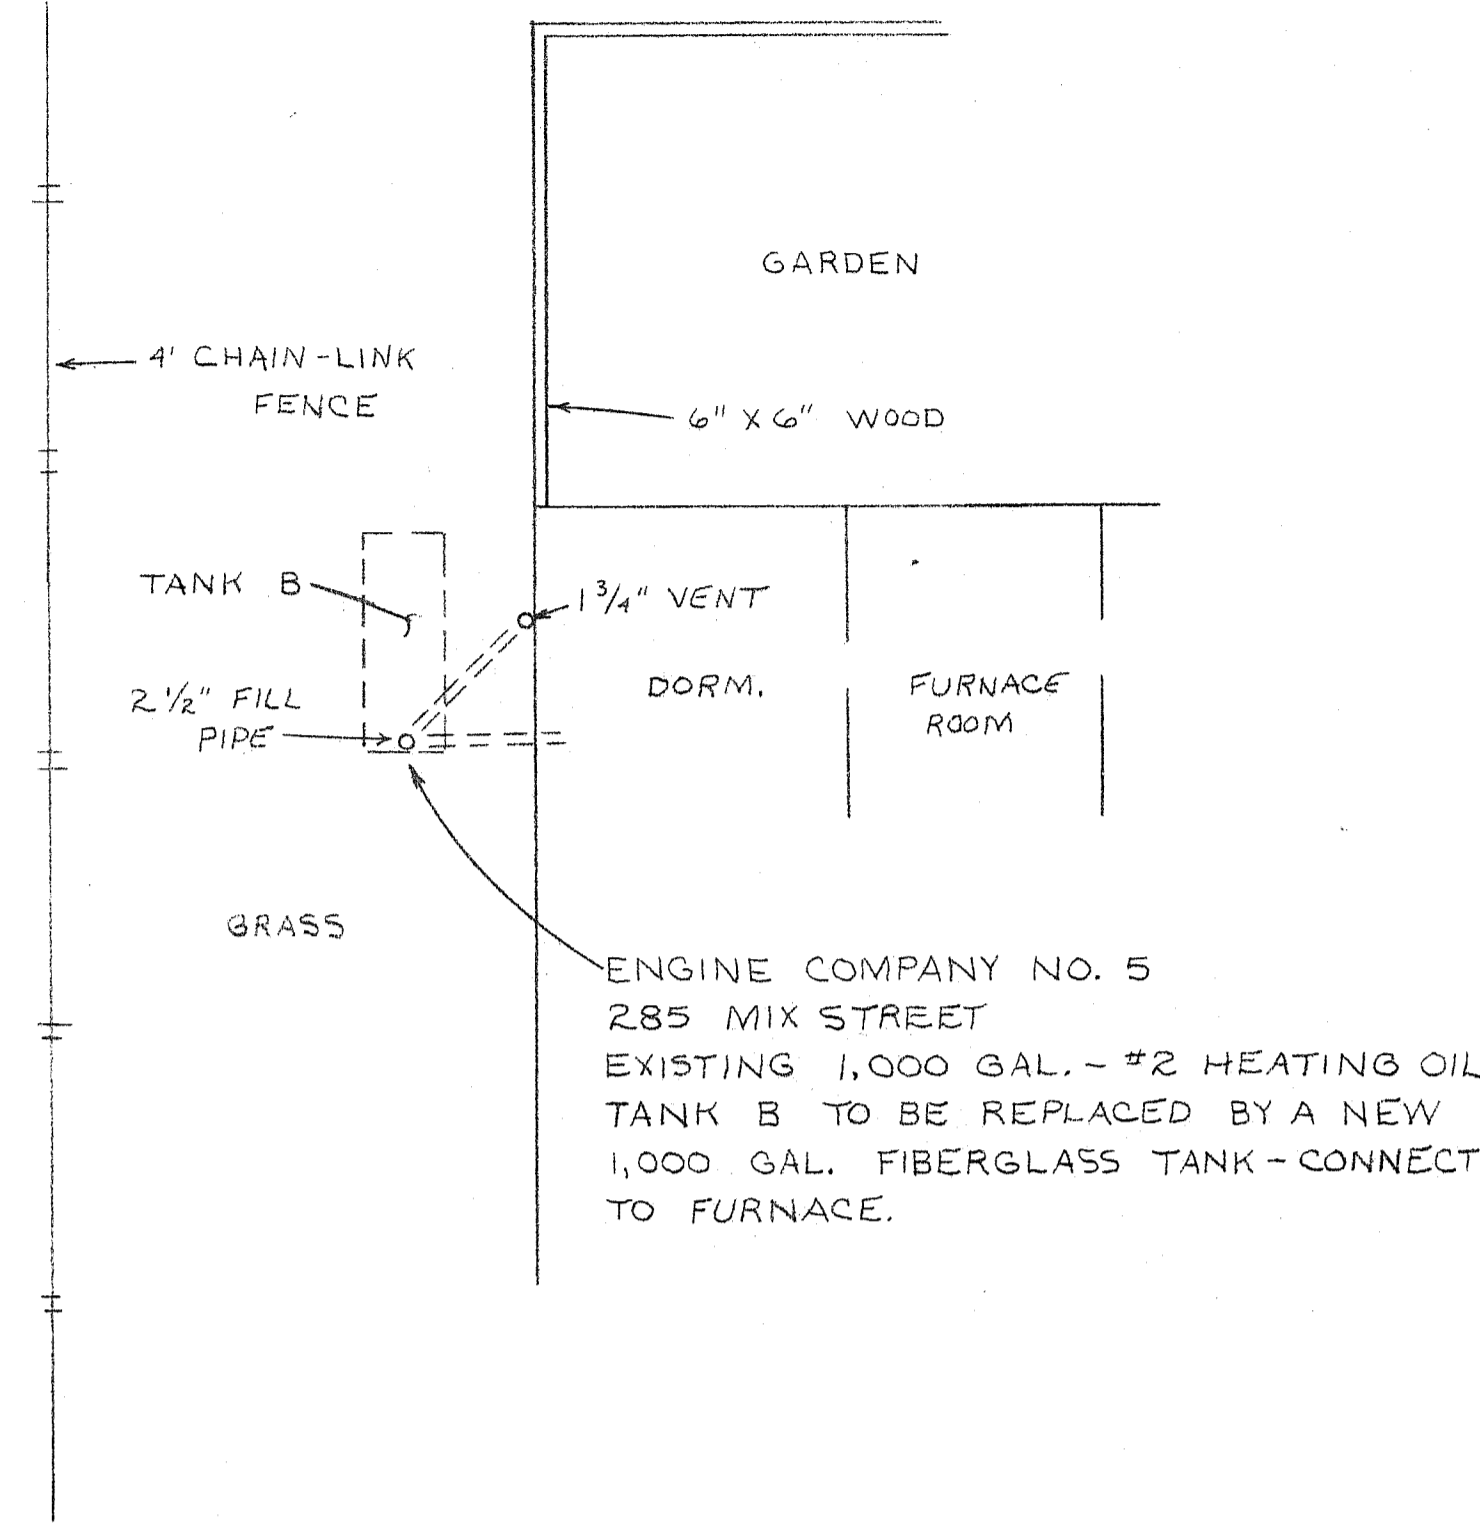 GARDEN
4' CHAIN-LINK
FENCE
6" X 6" WOOD
TANK B
1 3/4" VENT
2 1/2" FILL
PIPE
DORM.
FURNACE
ROOM
GRASS
ENGINE COMPANY NO. 5
285 MIX STREET
EXISTING 1,000 GAL. - #2 HEATING OIL
TANK B TO BE REPLACED BY A NEW
1,000 GAL. FIBERGLASS TANK - CONNECT
TO FURNACE.